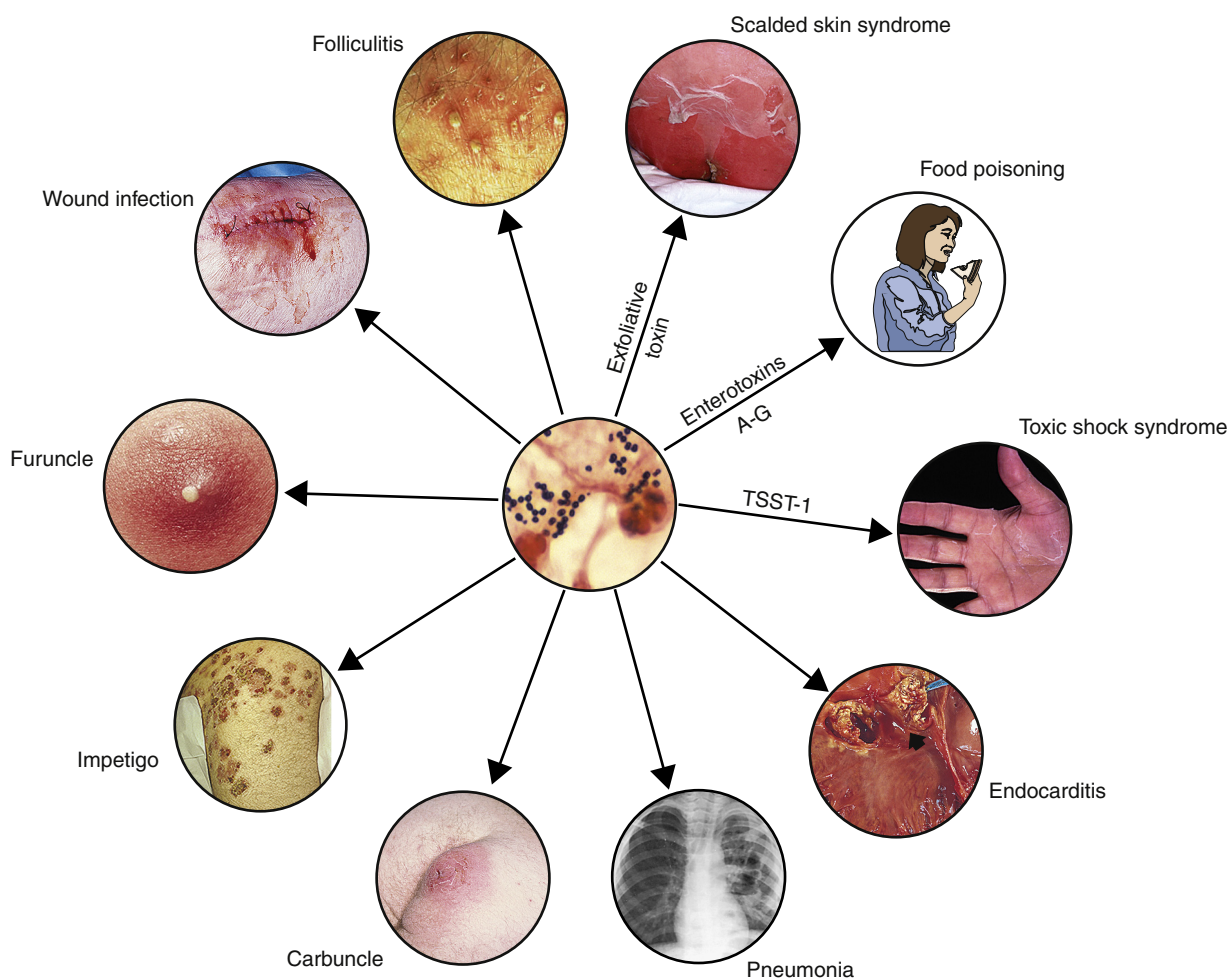 Scalded skin syndrome
Folliculitis
Food poisoning
Wound infection
Exfoliative
toxin
Enterotoxins
A-G
Toxic shock syndrome
Furuncle
TSST-1
Impetigo
Endocarditis
Carbuncle
Pneumonia